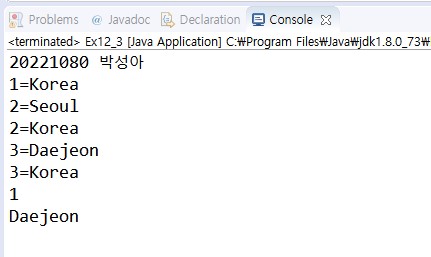 Problems @ Javadoc Declaration Console
<terminated> Ex12_3 [Java Application] C:₩Program Files₩Java₩jdk1.8.0_73₩
20221080 박성아
1=Korea
2=Seoul
2=Korea
3=Daejeon
3=Korea
1
Daejeon